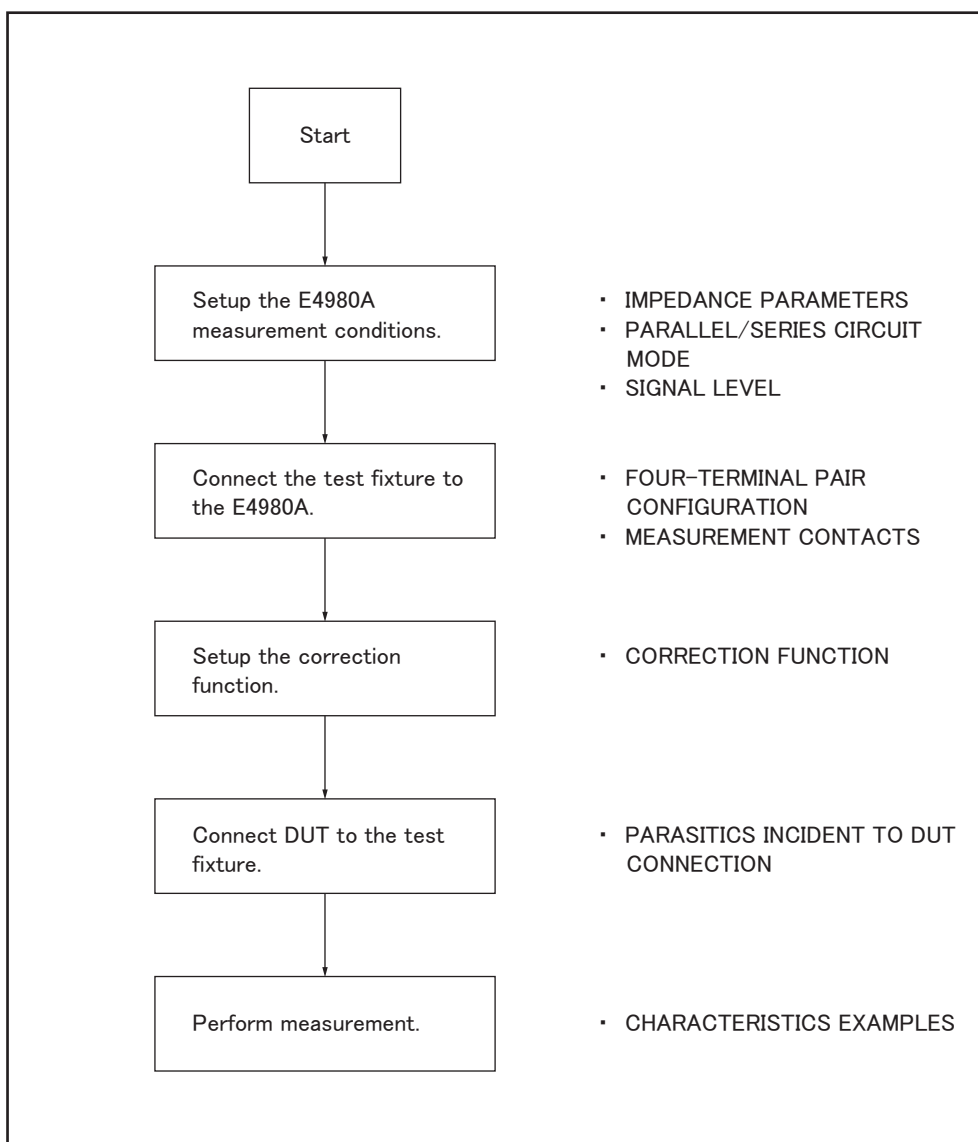 Start
Setup the E4980A
measurement conditions.
・ IMPEDANCE PARAMETERS
・ PARALLEL/SERIES CIRCUIT
MODE
・ SIGNAL LEVEL
Connect the test fixture to
the E4980A.
・ FOUR-TERMINAL PAIR
CONFIGURATION
・ MEASUREMENT CONTACTS
Setup the correction
function.
・ CORRECTION FUNCTION
Connect DUT to the test
fixture.
・ PARASITICS INCIDENT TO DUT
CONNECTION
Perform measurement.
・ CHARACTERISTICS EXAMPLES